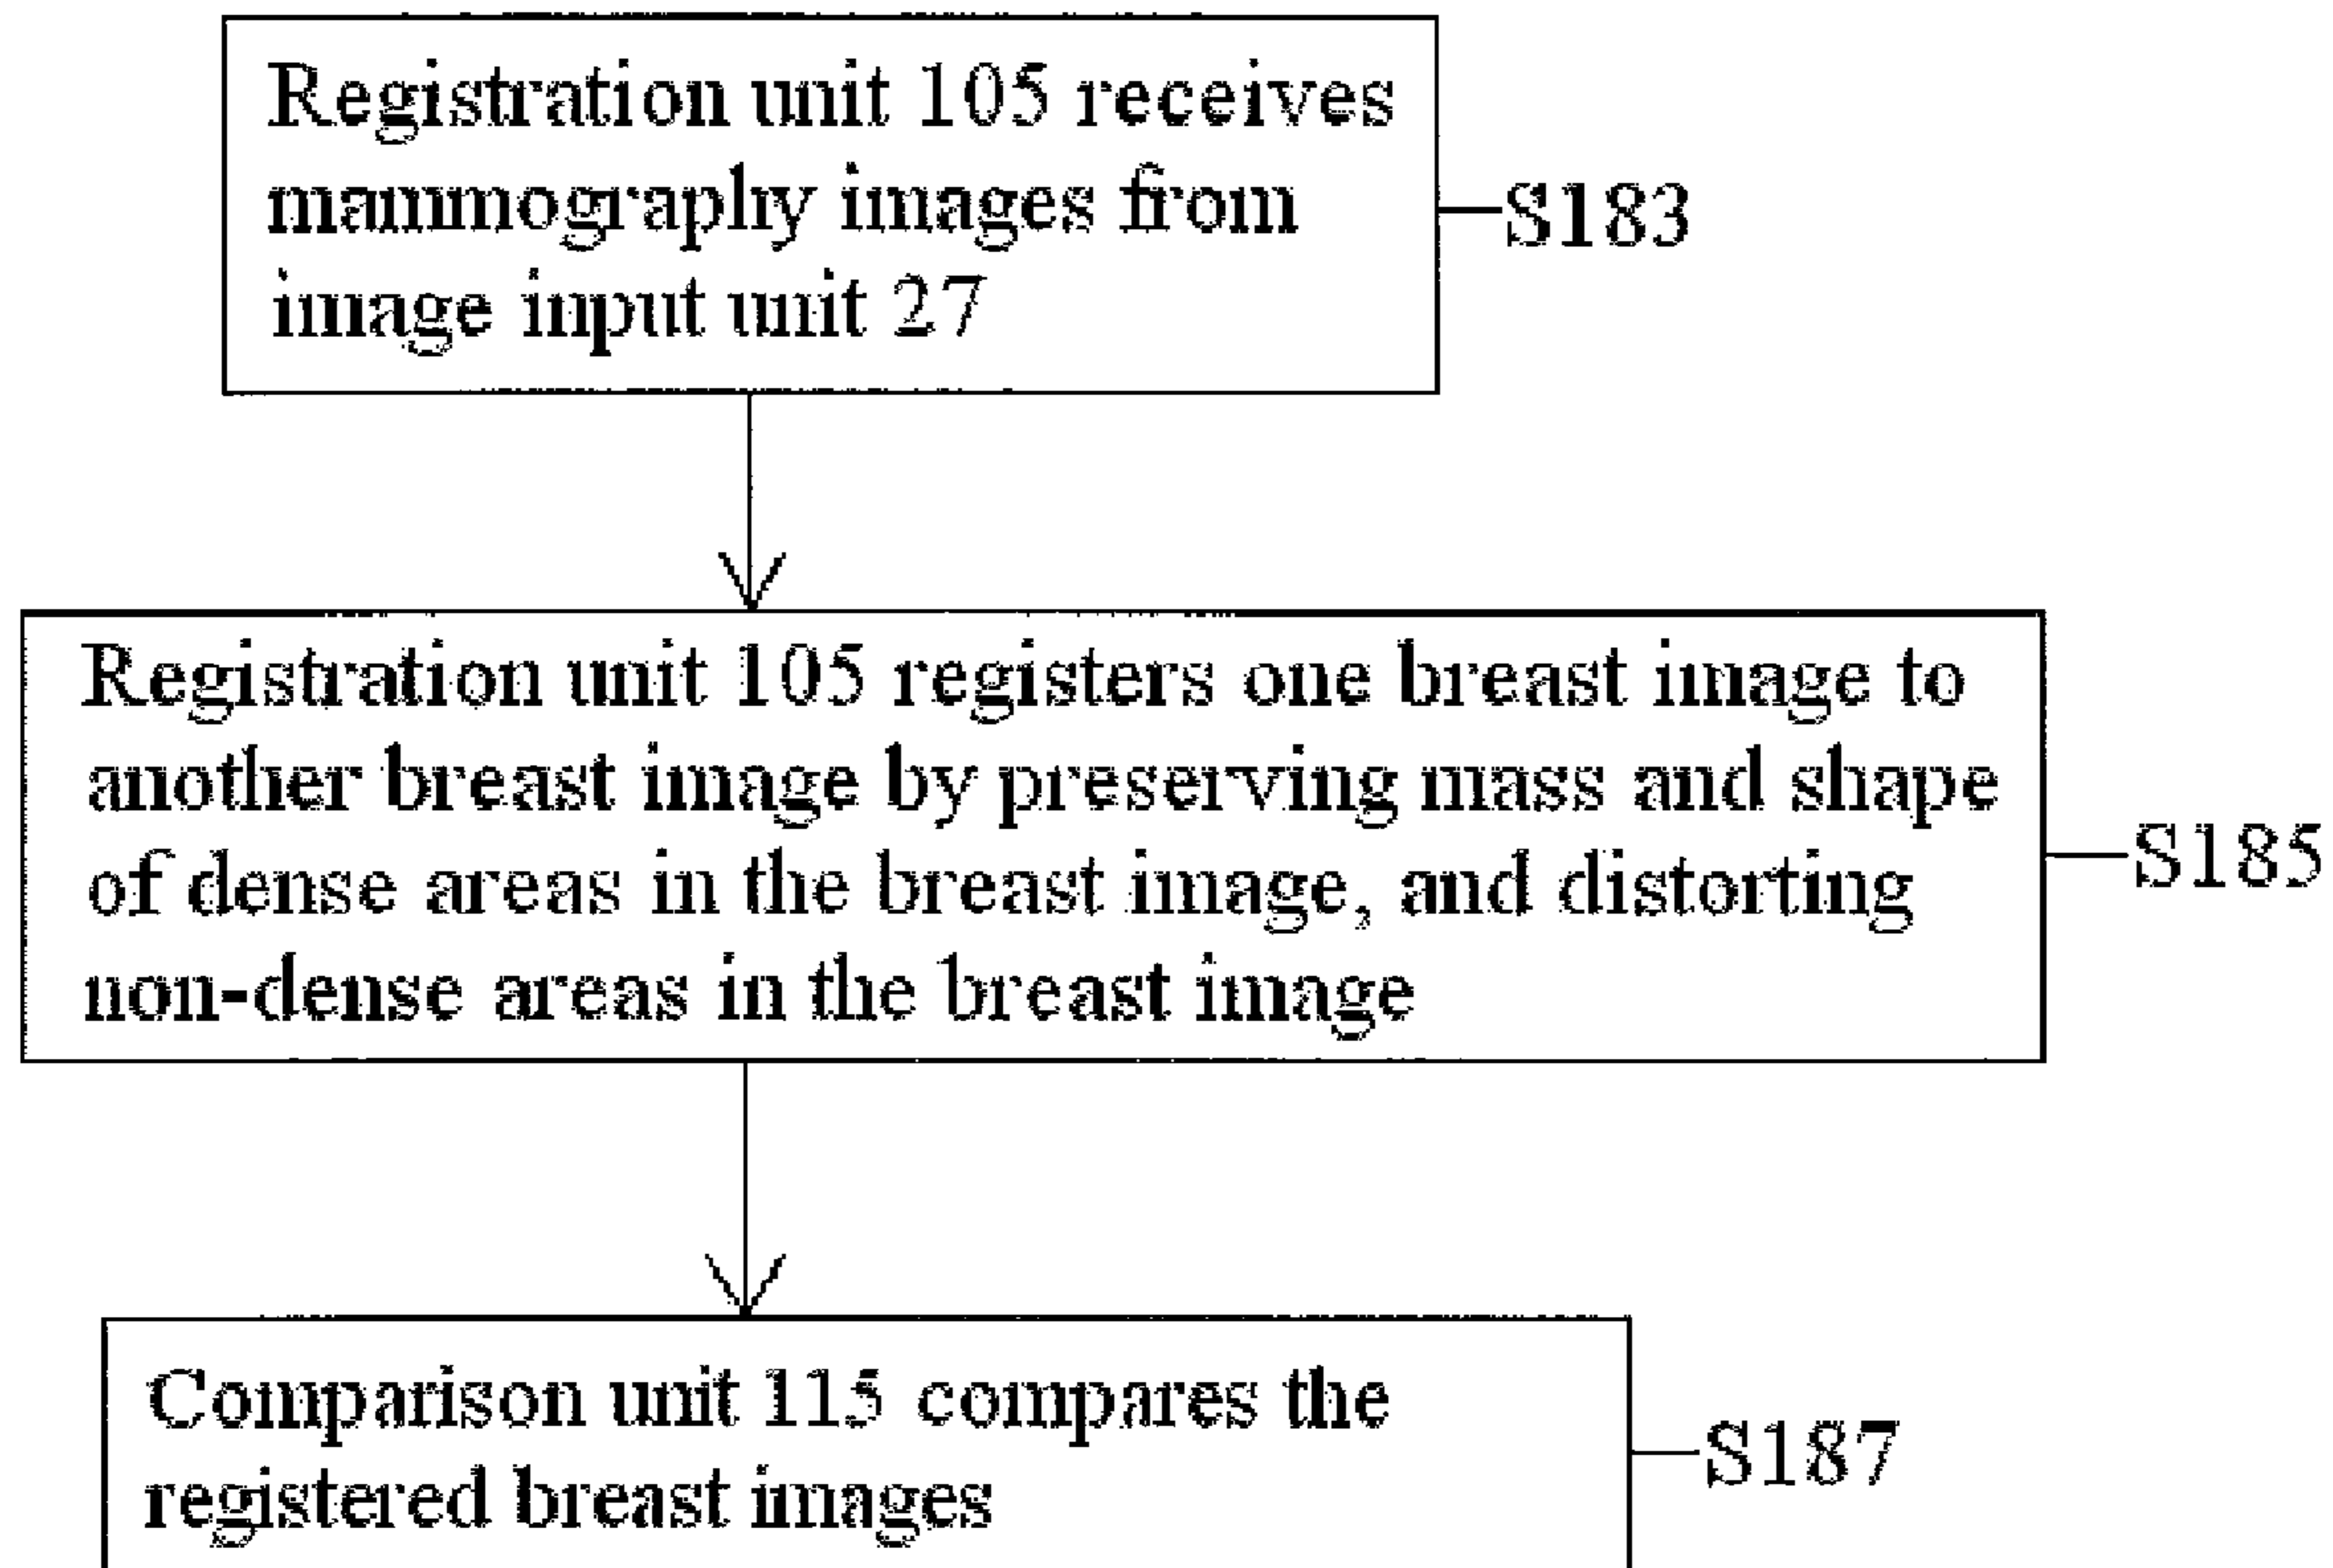 Registration unit 105 receives
mammography images from
image input unit 27
S183
Registration unit 105 registers one breast image to
another breast image by preserving mass and shape
of dense areas in the breast image, and distorting
non-dense areas in the breast image
S185
Comparison unit 115 compares the
registered breast images
S187